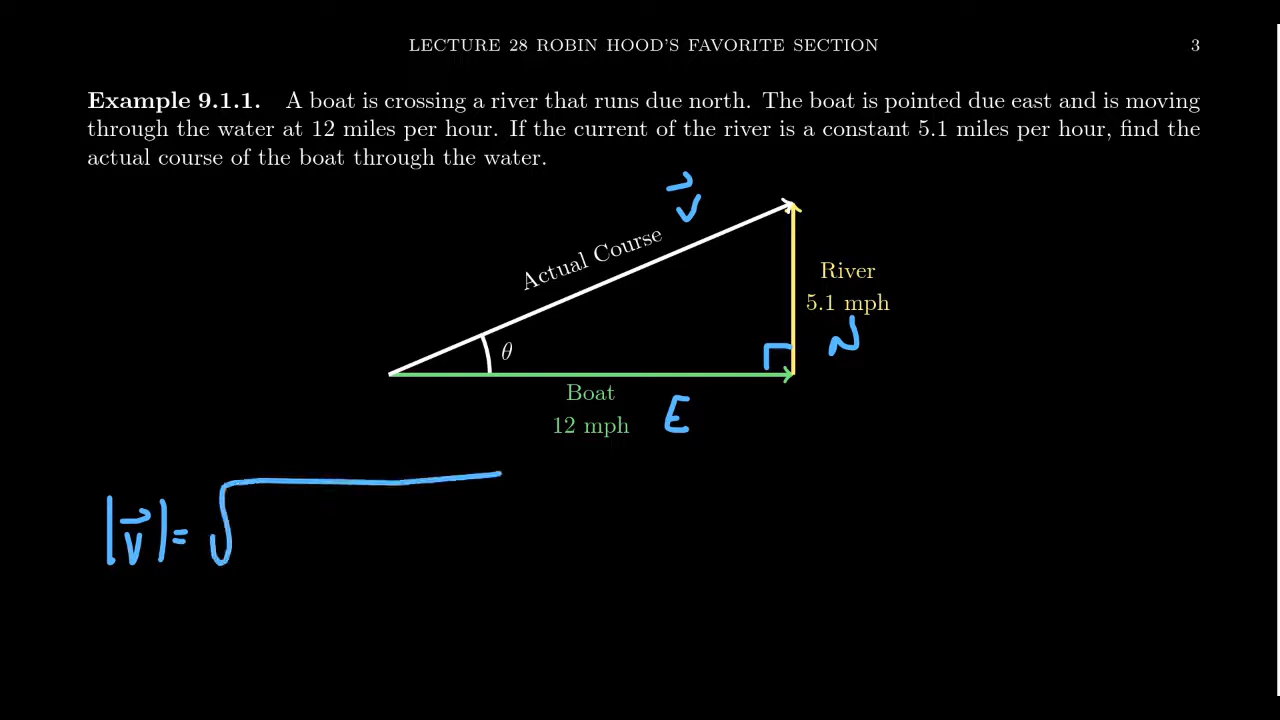 LECTURE 28 ROBIN HOOD'S FAVORITE SECTION 3
Example 9.1.1. A boat is crossing a river that runs due north. The boat is pointed due east and is moving
through the water at 12 miles per hour. If the current of the river is a constant 5.1 miles per hour, find the
actual course of the boat through the water.
v⃗
Actual Course
River
5.1 mph
N
θ
Boat
12 mph E
|v⃗| = √